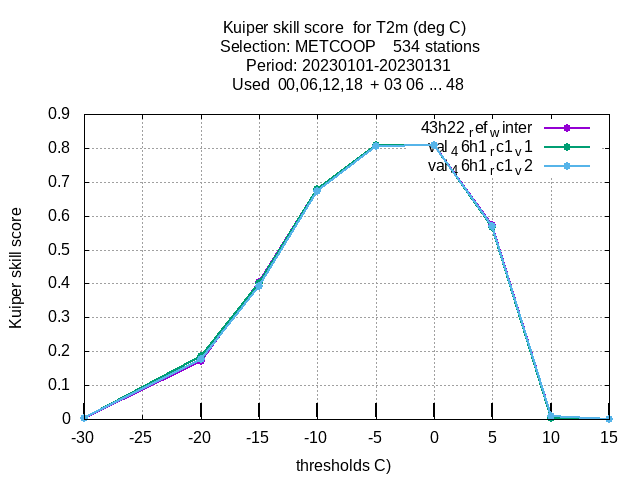 Kuiper skill score  for T2m (deg C)
Selection: METCOOP    534 stations
Period: 20230101-20230131
Used  00,06,12,18  + 03 06 ... 48
43h22_ref_winter
val_46h1_rc1_v1
val_46h1_rc1_v2
Kuiper skill score
0.9
0.8
0.7
0.6
0.5
0.4
0.3
0.2
0.1
0
-30 -25 -20 -15 -10 -5 0 5 10 15
thresholds C)